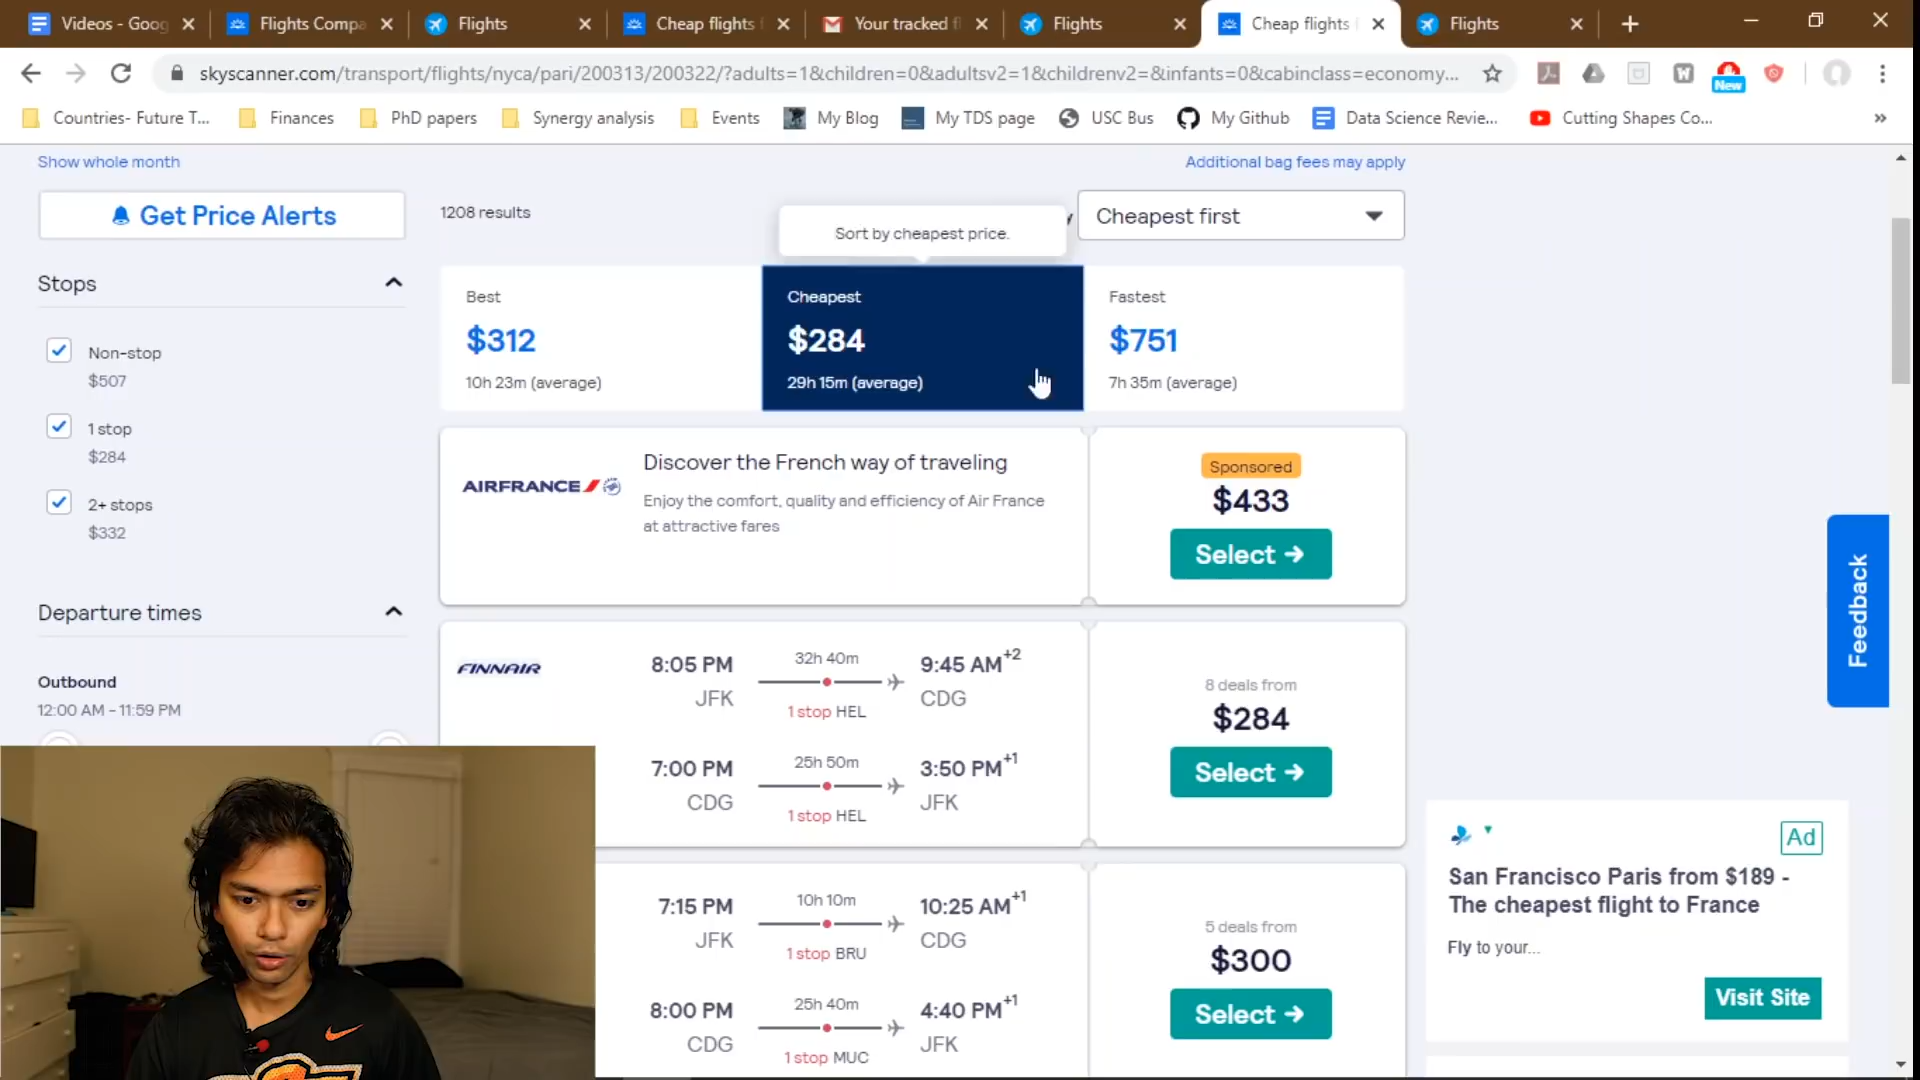 Videos - Goog
Flights Compa
Flights
Cheap flights f
Your tracked fl
Flights
Cheap flights f
Flights
skyscanner.com/transport/flights/nyca/pari/200313/200322/?adults=1&children=0&adultsv2=1&childrenv2=&infants=0&cabinclass=economy...
New
Countries- Future T...
Finances
PhD papers
Synergy analysis
Events
My Blog
My TDS page
USC Bus
My Github
Data Science Revie...
Cutting Shapes Co...
»
Show whole month
Additional bag fees may apply
Get Price Alerts
1208 results
Sort by cheapest price.
Cheapest first
Stops
Non-stop
$507
1 stop
$284
2+ stops
$332
Departure times
Outbound
12:00 AM - 11:59 PM
Best
$312
10h 23m (average)
Cheapest
$284
29h 15m (average)
Fastest
$751
7h 35m (average)
AIRFRANCE
Discover the French way of traveling
Enjoy the comfort, quality and efficiency of Air France
at attractive fares
Sponsored
$433
Select →
FINNAIR
8:05 PM
JFK
32h 40m
1 stop HEL
9:45 AM+2
CDG
7:00 PM
CDG
25h 50m
1 stop HEL
3:50 PM+1
JFK
8 deals from
$284
Select →
7:15 PM
JFK
10h 10m
1 stop BRU
10:25 AM+1
CDG
8:00 PM
CDG
25h 40m
1 stop MUC
4:40 PM+1
JFK
5 deals from
$300
Select →
Feedback
Ad
San Francisco Paris from $189 -
The cheapest flight to France
Fly to your...
Visit Site